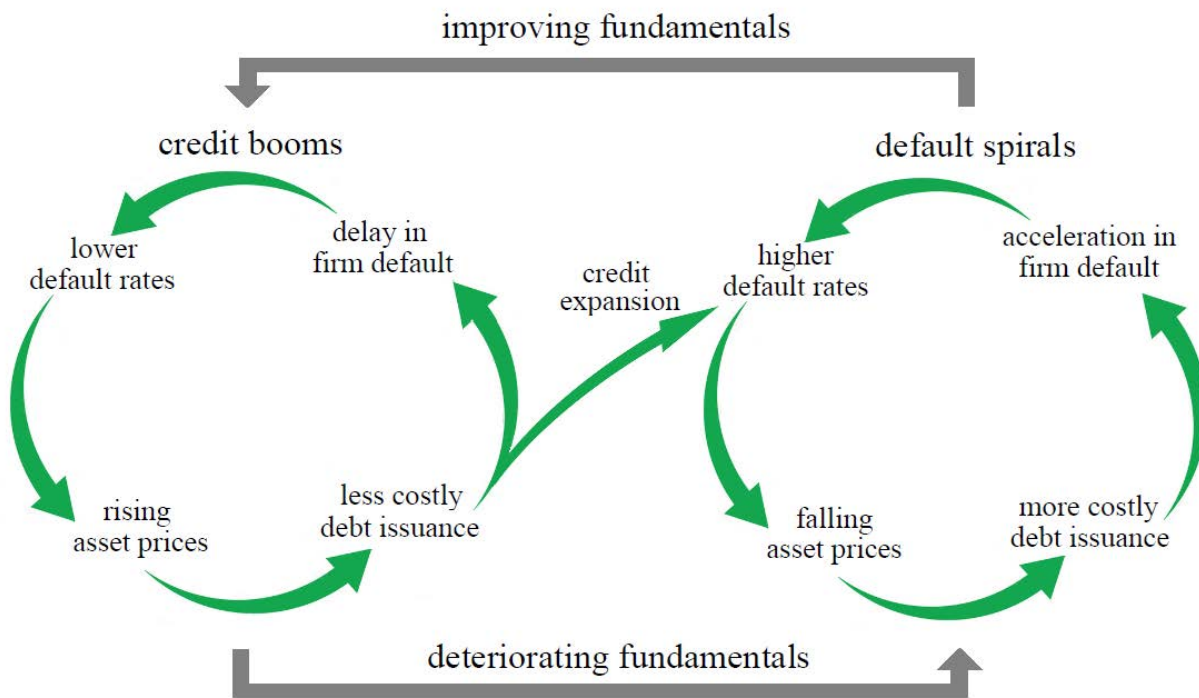 improving fundamentals
credit booms
default spirals
lower
default rates
delay in
firm default
credit
expansion
higher
default rates
acceleration in
firm default
rising
asset prices
less costly
debt issuance
falling
asset prices
more costly
debt issuance
deteriorating fundamentals